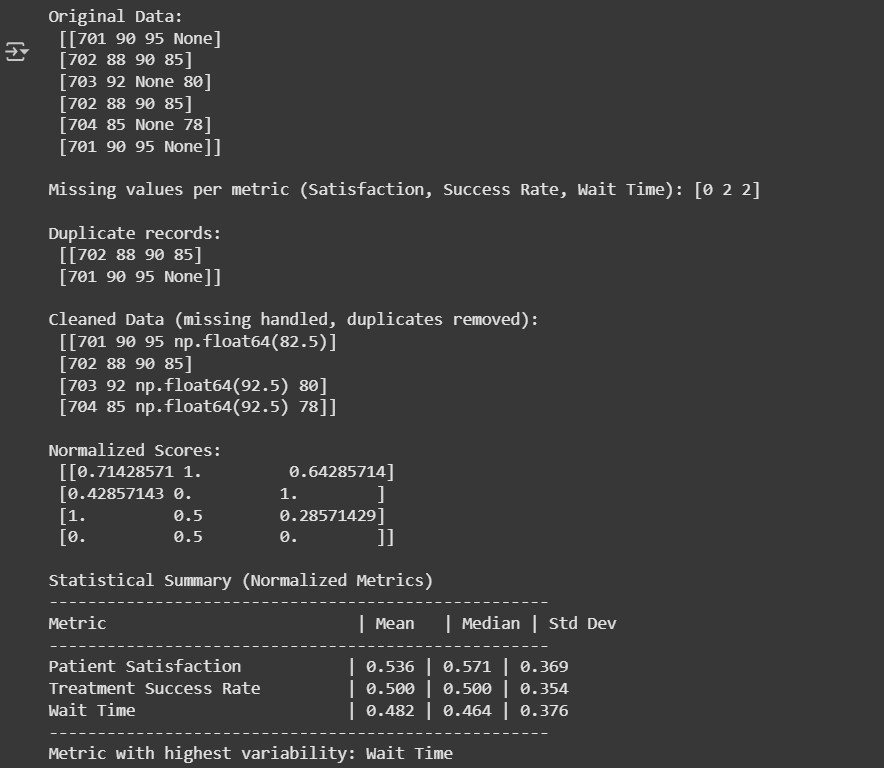 Original Data:
 [[701 90 95 None]
 [702 88 90 85]
 [703 92 None 80]
 [702 88 90 85]
 [704 85 None 78]
 [701 90 95 None]]

Missing values per metric (Satisfaction, Success Rate, Wait Time): [0 2 2]

Duplicate records:
 [[702 88 90 85]
 [701 90 95 None]]

Cleaned Data (missing handled, duplicates removed):
 [[701 90 95 np.float64(82.5)]
 [702 88 90 85]
 [703 92 np.float64(92.5) 80]
 [704 85 np.float64(92.5) 78]]

Normalized Scores:
 [[0.71428571 1.         0.64285714]
 [0.42857143 0.         1.        ]
 [1.         0.5        0.28571429]
 [0.         0.5        0.        ]]

Statistical Summary (Normalized Metrics)
----------------------------------------------------
Metric                          | Mean   | Median | Std Dev
----------------------------------------------------
Patient Satisfaction           | 0.536 | 0.571 | 0.369
Treatment Success Rate         | 0.500 | 0.500 | 0.354
Wait Time                      | 0.482 | 0.464 | 0.376
----------------------------------------------------
Metric with highest variability: Wait Time